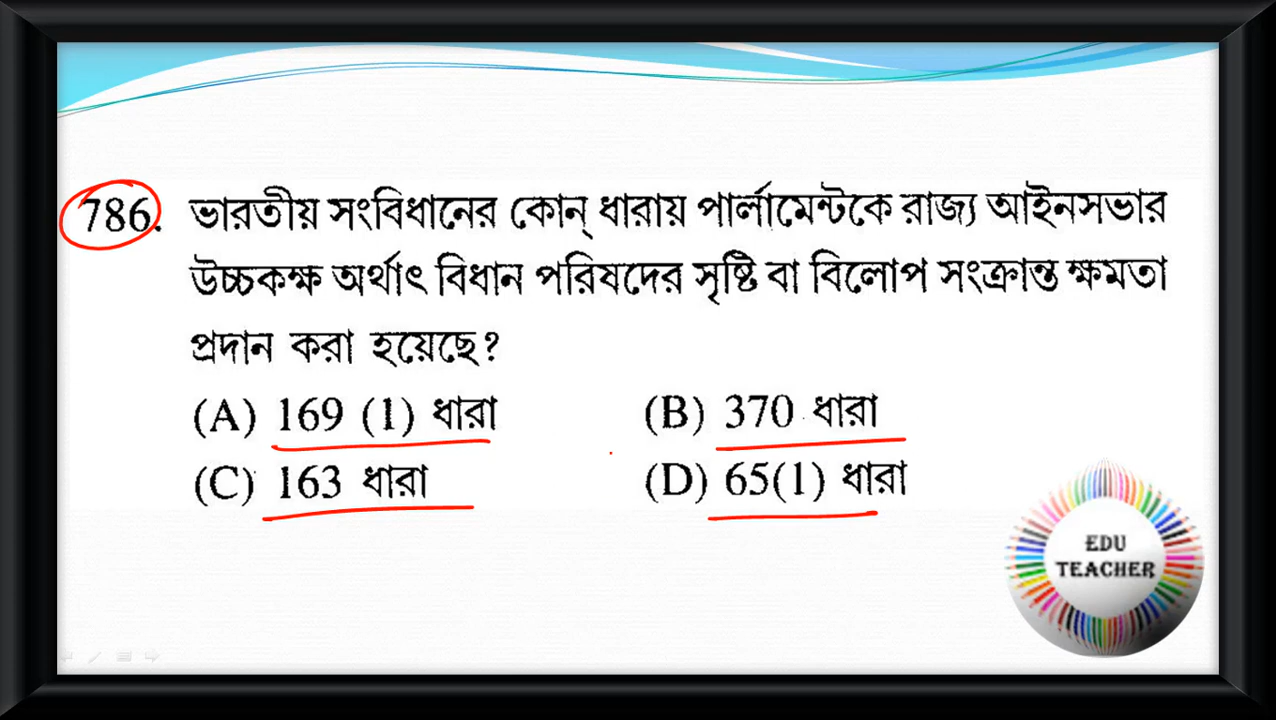 786. ভারতীয় সংবিধানের কোন্ ধারায় পার্লামেন্টকে রাজ্য আইনসভার
উচ্চকক্ষ অর্থাৎ বিধান পরিষদের সৃষ্টি বা বিলোপ সংক্রান্ত ক্ষমতা
প্রদান করা হয়েছে?
(A) 169 (1) ধারা (B) 370 ধারা
(C) 163 ধারা (D) 65(1) ধারা
EDU
TEACHER